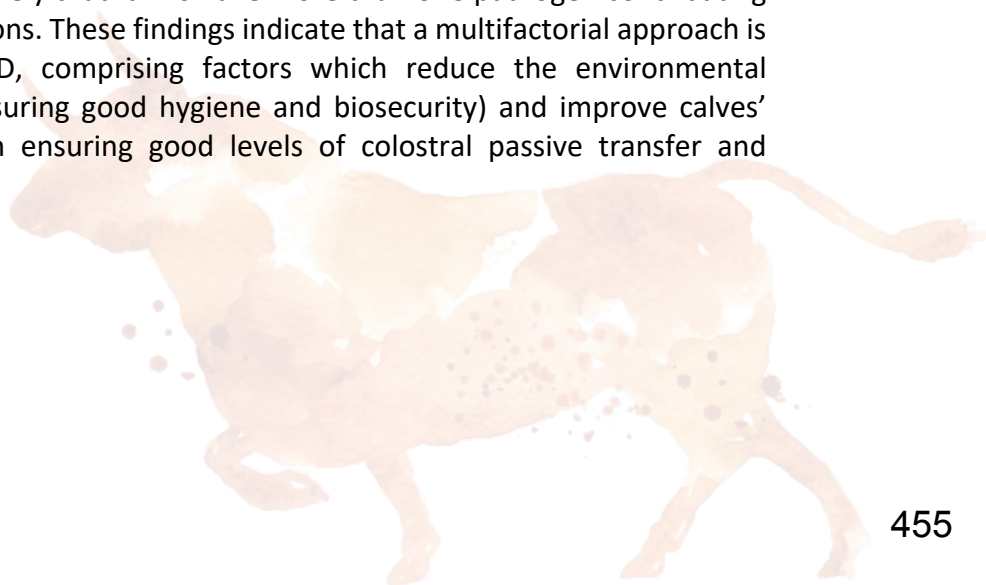 ons. These findings indicate that a multifactorial approach is
D, comprising factors which reduce the environmental
suring good hygiene and biosecurity) and improve calves’
n ensuring good levels of colostral passive transfer and
455